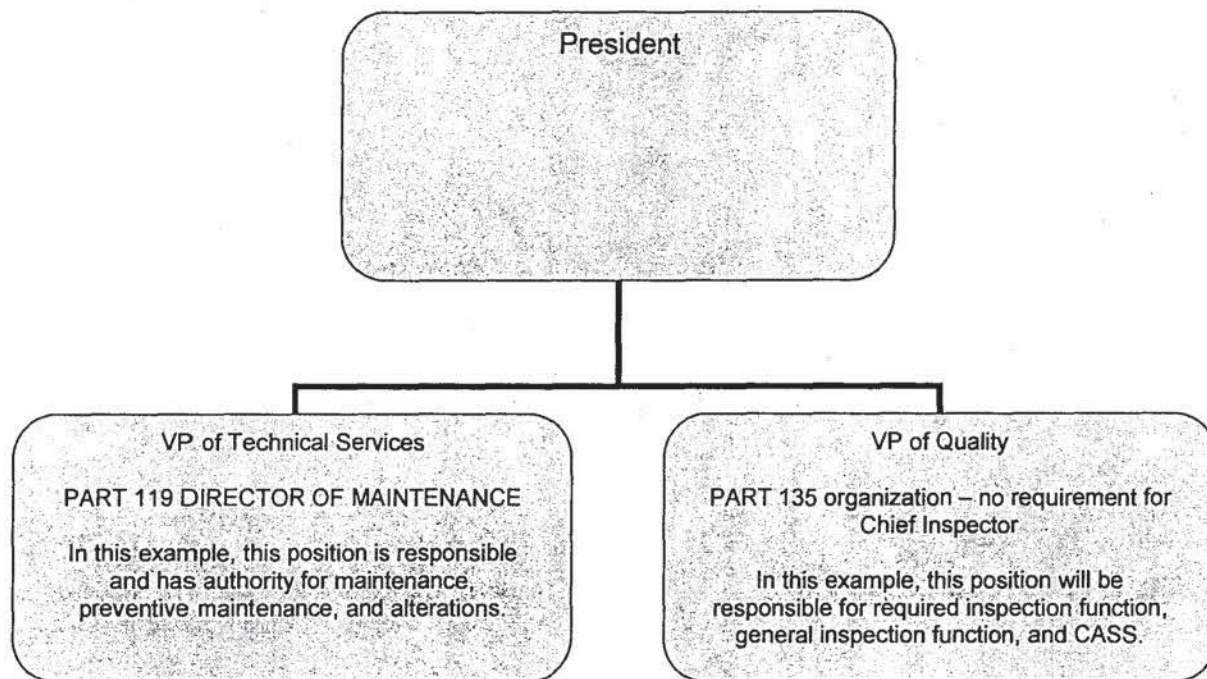 President
VP of Technical Services
PART 119 DIRECTOR OF MAINTENANCE
In this example, this position is responsible
and has authority for maintenance,
preventive maintenance, and alterations.
VP of Quality
PART 135 organization – no requirement for
Chief Inspector
In this example, this position will be
responsible for required inspection function,
general inspection function, and CASS.